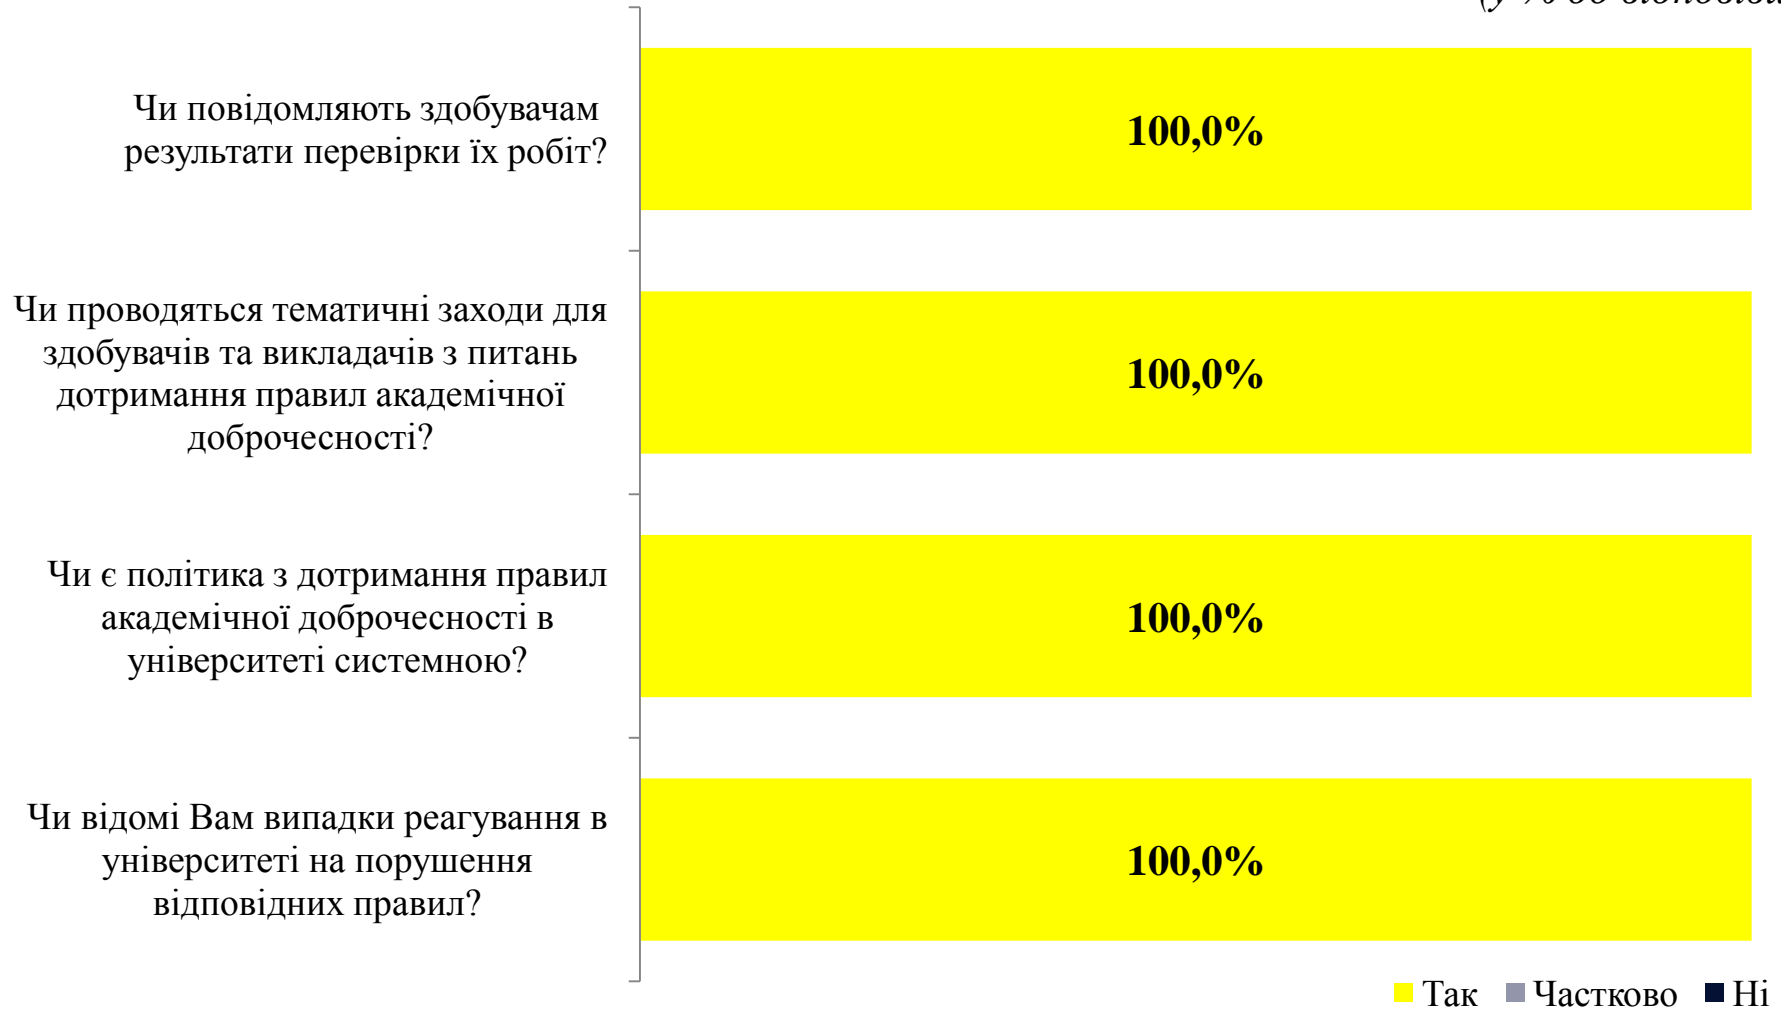 Чи повідомляють здобувачам
результати перевірки їх робіт?
100,0%
Чи проводяться тематичні заходи для
здобувачів та викладачів з питань
дотримання правил академічної
доброчесності?
100,0%
Чи є політика з дотримання правил
академічної доброчесності в
університеті системною?
100,0%
Чи відомі Вам випадки реагування в
університеті на порушення
відповідних правил?
100,0%
Так Частково Ні